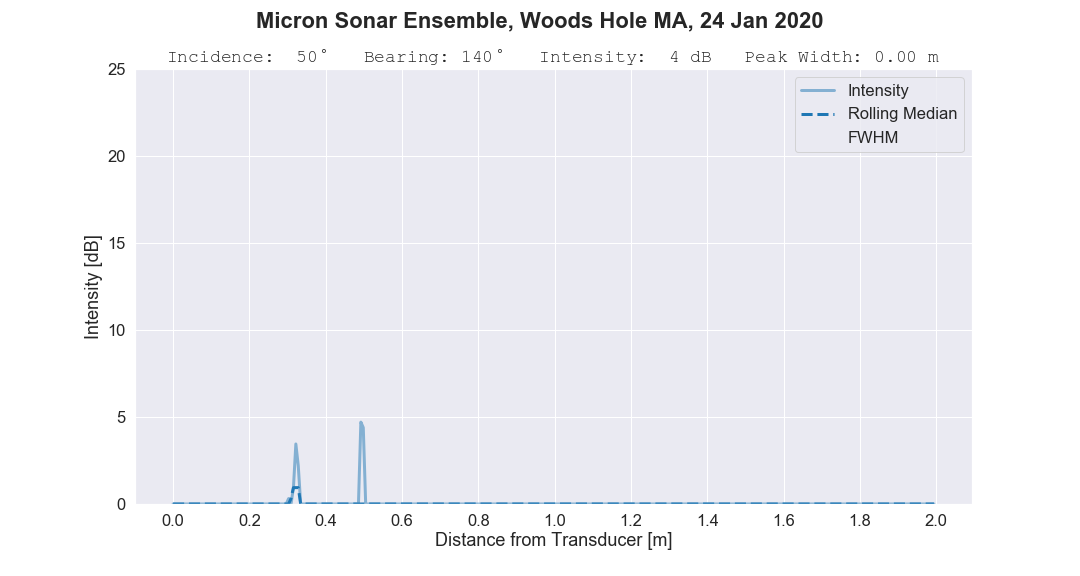 Micron Sonar Ensemble, Woods Hole MA, 24 Jan 2020
Incidence:  50°   Bearing: 140°   Intensity:  4 dB   Peak Width: 0.00 m
25
20
15
10
5
0
Intensity [dB]
Intensity
Rolling Median
FWHM
0.0 0.2 0.4 0.6 0.8 1.0 1.2 1.4 1.6 1.8 2.0
Distance from Transducer [m]